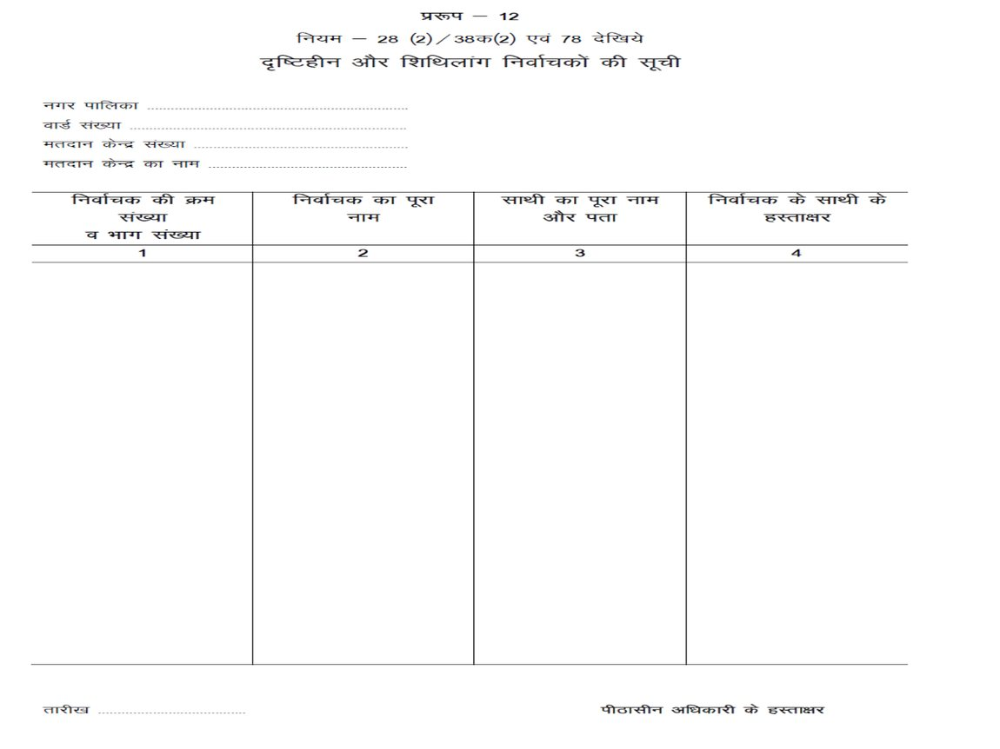 प्ररूप – 12
नियम – 28 (2)/38क(2) एवं 78 देखिये
दृष्टिहीन और शिथिलांग निर्वाचकों की सूची
नगर पालिका ................................................................
वार्ड संख्या ....................................................................
मतदान केन्द्र संख्या .....................................................
मतदान केन्द्र का नाम .................................................
निर्वाचक की क्रम
संख्या
व भाग संख्या
निर्वाचक का पूरा
नाम
साथी का पूरा नाम
और पता
निर्वाचक के साथी के
हस्ताक्षर
1 2 3 4
तारीख ..................................... पीठासीन अधिकारी के हस्ताक्षर